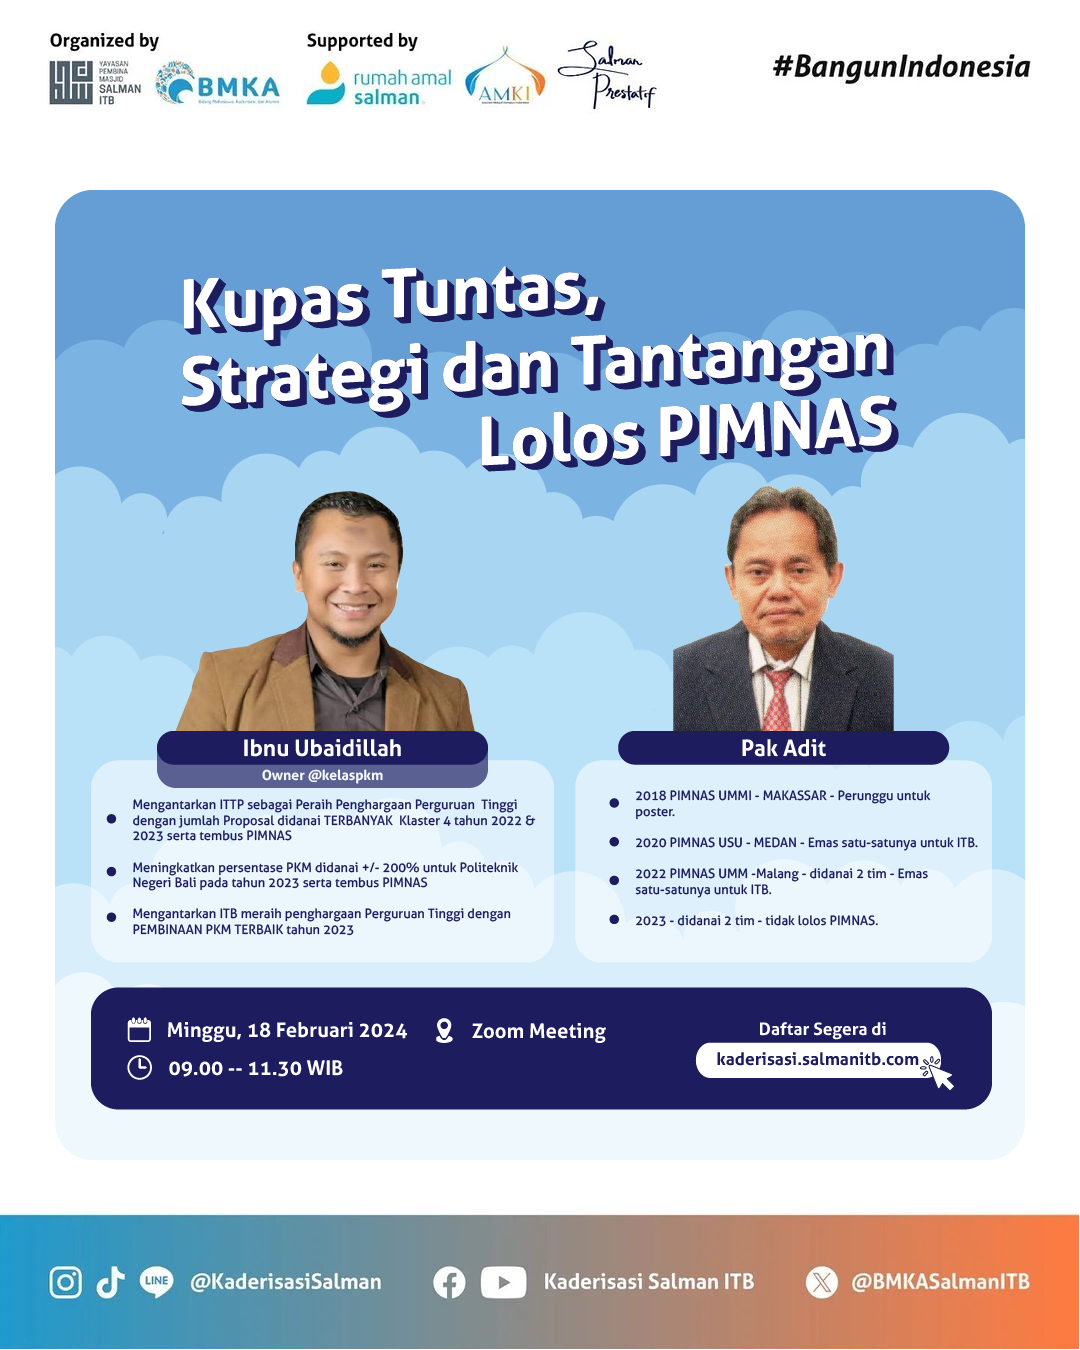 Organized by
YAYASAN
PEMBINA
MASJID
SALMAN
ITB
BMKA
Supported by
rumah amal
salman
AMKI
Salman
Prestatif
#BangunIndonesia
Kupas Tuntas,
Strategi dan Tantangan
Lolos PIMNAS
Ibnu Ubaidillah
Owner @kelaspkm
Mengantarkan ITTP sebagai Peraih Penghargaan Perguruan Tinggi
dengan jumlah Proposal didanai TERBANYAK Klaster 4 tahun 2022 &
2023 serta tembus PIMNAS
Meningkatkan persentase PKM didanai +/- 200% untuk Politeknik
Negeri Bali pada tahun 2023 serta tembus PIMNAS
Mengantarkan ITB meraih penghargaan Perguruan Tinggi dengan
PEMBINAAN PKM TERBAIK tahun 2023
Pak Adit
2018 PIMNAS UMMI - MAKASSAR - Perunggu untuk
poster.
2020 PIMNAS USU - MEDAN - Emas satu-satunya untuk ITB.
2022 PIMNAS UMM -Malang - didanai 2 tim - Emas
satu-satunya untuk ITB.
2023 - didanai 2 tim - tidak lolos PIMNAS.
Minggu, 18 Februari 2024
09.00 -- 11.30 WIB
Zoom Meeting
Daftar Segera di
kaderisasi.salmanitb.com
LINE
@KaderisasiSalman
Kaderisasi Salman ITB
@BMKASalmanITB